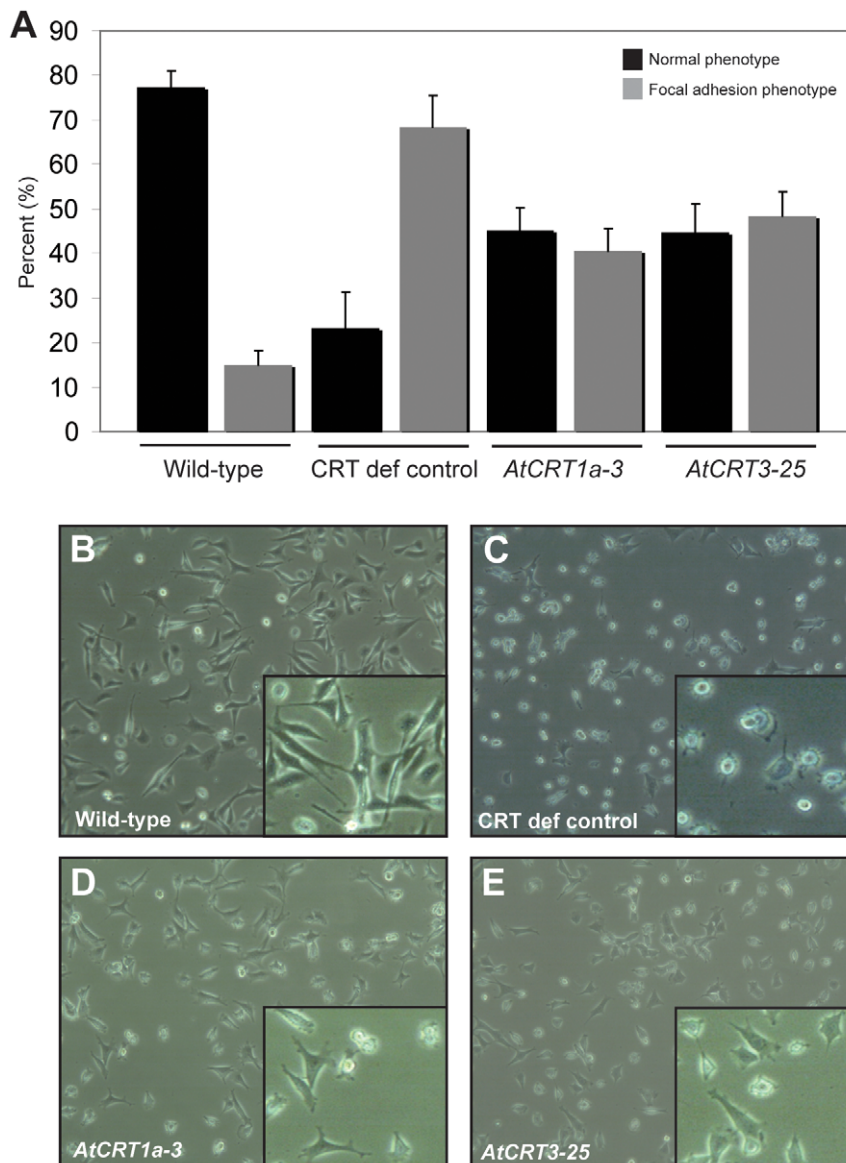 A
90
80
70
60
50
40
30
20
10
0
Percent (%)
Normal phenotype
Focal adhesion phenotype
Wild-type
CRT def control
AtCRT1a-3
AtCRT3-25
B
Wild-type
C
CRT def control
D
AtCRT1a-3
E
AtCRT3-25